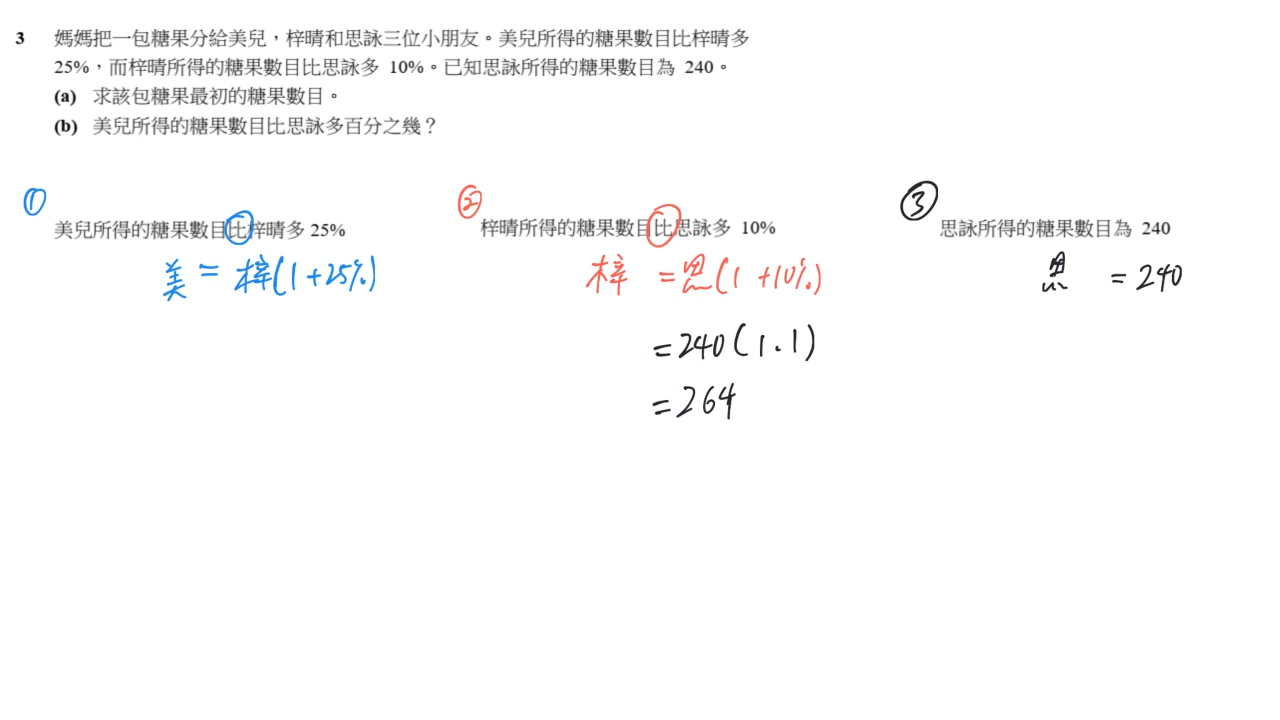 3 媽媽把一包糖果分給美兒，梓晴和思詠三位小朋友。美兒所得的糖果數目比梓晴多
25%，而梓晴所得的糖果數目比思詠多 10%。已知思詠所得的糖果數目為 240。
(a) 求該包糖果最初的糖果數目。
(b) 美兒所得的糖果數目比思詠多百分之幾？
①
美兒所得的糖果數目比梓晴多 25%
美 = 梓(1+25%)
②
梓晴所得的糖果數目比思詠多 10%
梓 = 思(1+10%)
= 240(1.1)
= 264
③
思詠所得的糖果數目為 240
思 = 240